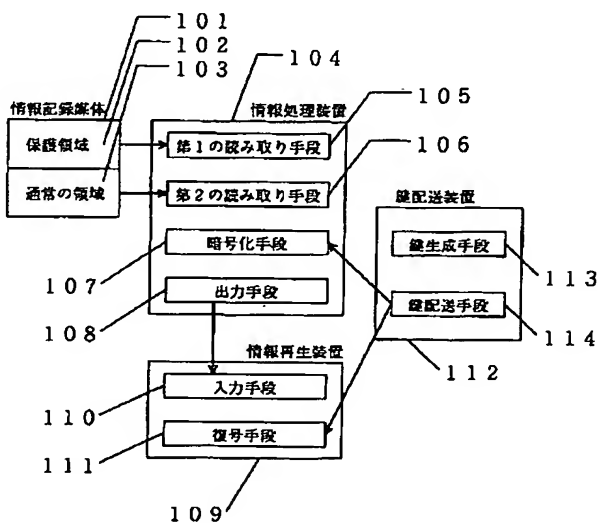 101
102
103
104
情報記録媒体
情報処理装置
105
保護領域
第1の読み取り手段
106
通常の領域
第2の読み取り手段
鍵配送装置
107
暗号化手段
鍵生成手段
113
108
出力手段
鍵配送手段
114
情報再生装置
112
110
入力手段
111
復号手段
109